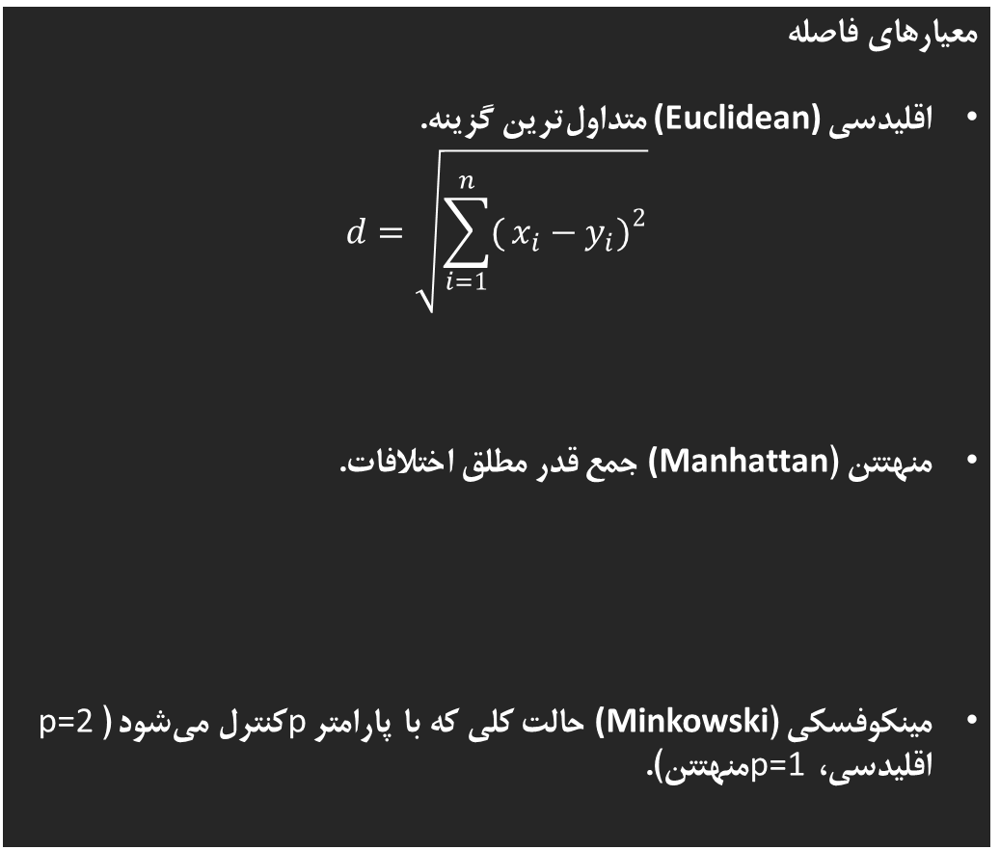 معیارهای فاصله
• اقلیدسی (Euclidean) متداول‌ترین گزینه.
$$d = \sqrt{\sum_{i=1}^{n} (x_i - y_i)^2}$$
• منهتتن (Manhattan) جمع قدر مطلق اختلافات.
• مینکوفسکی (Minkowski) حالت کلی که با پارامتر pکنترل می‌شود ( p=2
اقلیدسی، p=1منهتتن).